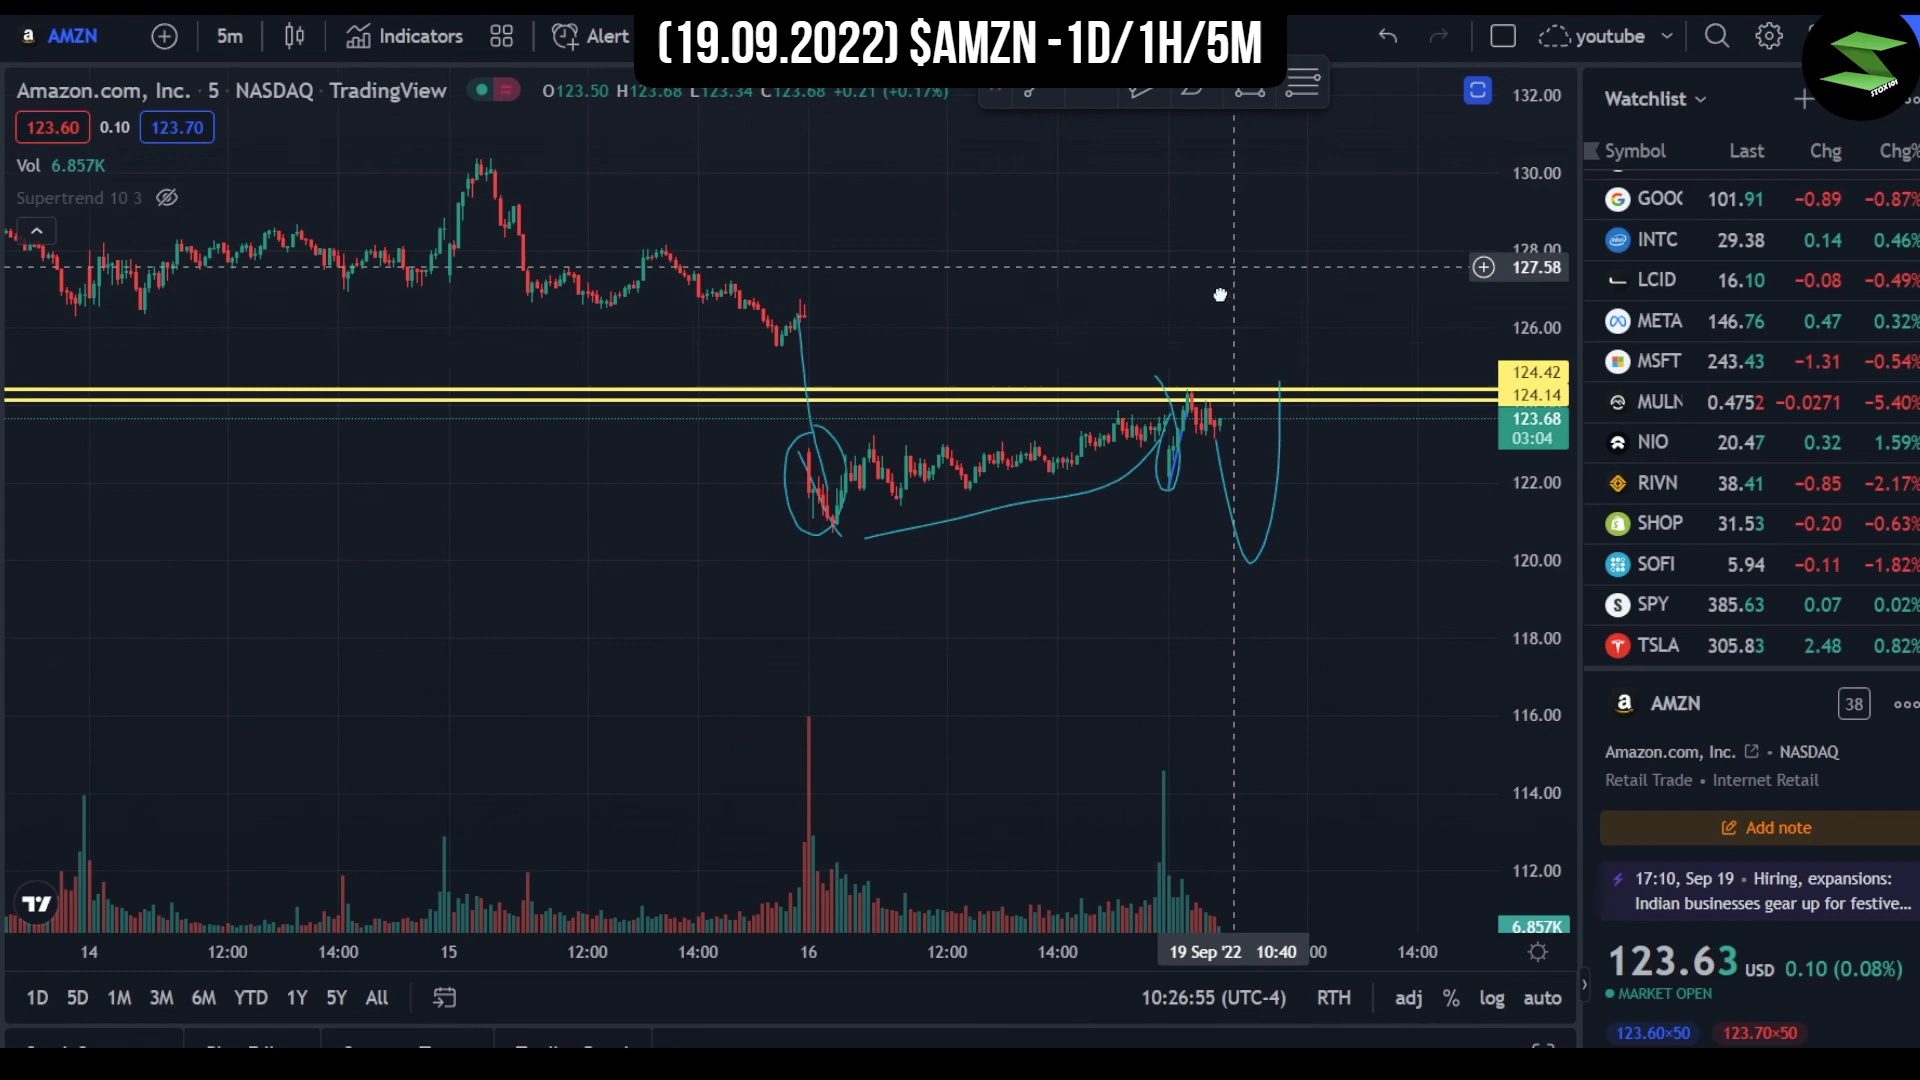 (19.09.2022) $AMZN -1D/1H/5M
AMZN 5m Indicators Alert youtube
STOX101
Amazon.com, Inc. · 5 · NASDAQ · TradingView O123.50 H123.68 L123.34 C123.68 +0.21 (+0.17%)
123.60 0.10 123.70
Vol 6.857K
Supertrend 10 3
132.00
130.00
128.00
127.58
126.00
124.42
124.14
123.68
03:04
122.00
120.00
118.00
116.00
114.00
112.00
6.857K
14 12:00 14:00 15 12:00 14:00 16 12:00 14:00 19 Sep '22 10:40 :00 14:00
1D 5D 1M 3M 6M YTD 1Y 5Y All 10:26:55 (UTC-4) RTH adj % log auto
Watchlist
Symbol Last Chg Chg%
GOOG 101.91 −0.89 −0.87%
INTC 29.38 0.14 0.46%
LCID 16.10 −0.08 −0.49%
META 146.76 0.47 0.32%
MSFT 243.43 −1.31 −0.54%
MULN 0.4752 −0.0271 −5.40%
NIO 20.47 0.32 1.59%
RIVN 38.41 −0.85 −2.17%
SHOP 31.53 −0.20 −0.63%
SOFI 5.94 −0.11 −1.82%
SPY 385.63 0.07 0.02%
TSLA 305.83 2.48 0.82%
AMZN 38
Amazon.com, Inc. • NASDAQ
Retail Trade • Internet Retail
Add note
17:10, Sep 19 • Hiring, expansions:
Indian businesses gear up for festive...
123.63 USD 0.10 (0.08%)
MARKET OPEN
123.60×50 123.70×50